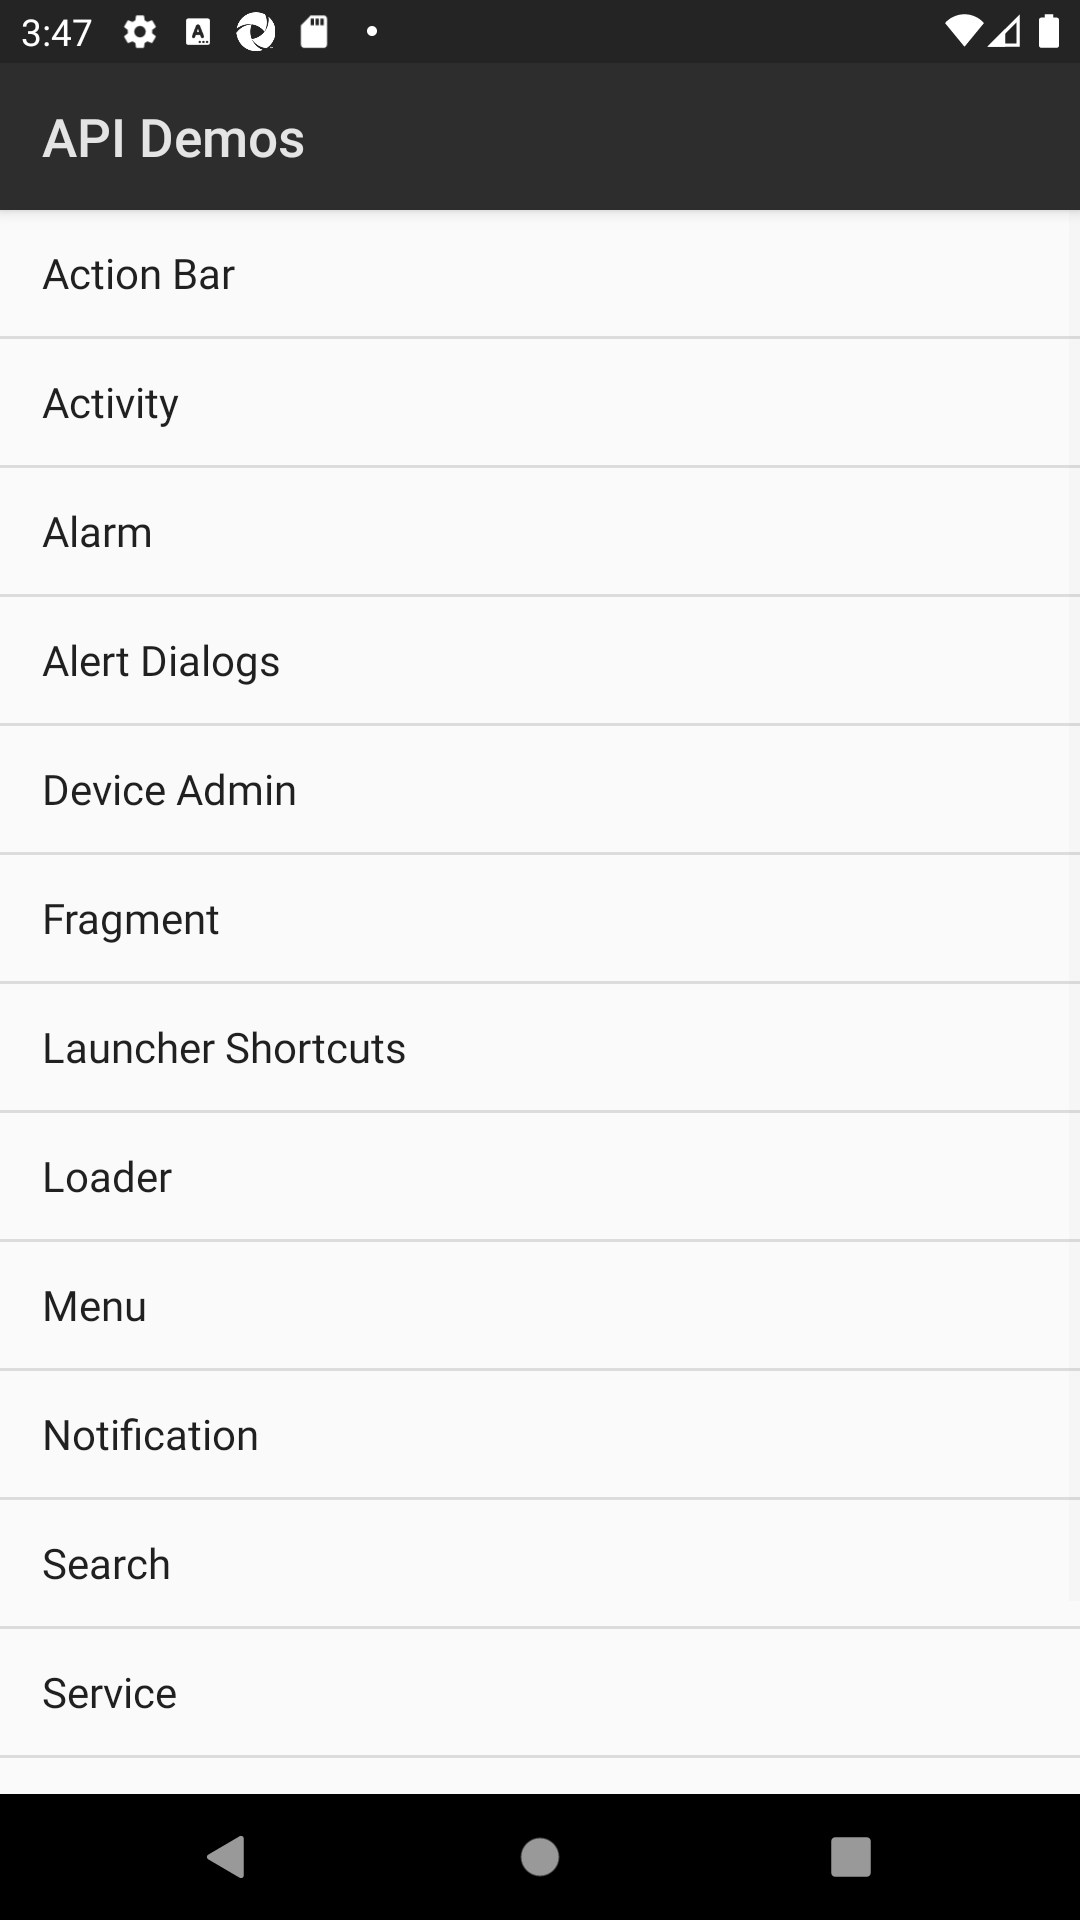 3:47
API Demos
Action Bar
Activity
Alarm
Alert Dialogs
Device Admin
Fragment
Launcher Shortcuts
Loader
Menu
Notification
Search
Service